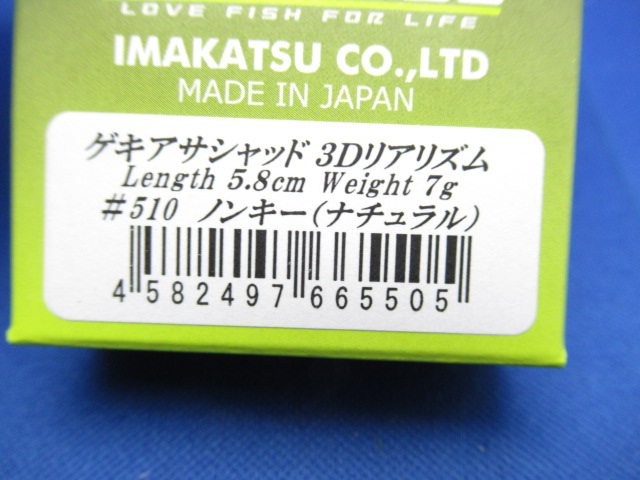 LOVE FISH FOR LIFE
IMAKATSU CO.,LTD
MADE IN JAPAN
ゲキアサシャッド 3Dリアリズム
Length 5.8cm Weight 7g
#510 ノンキー(ナチュラル)
4 582497 665505